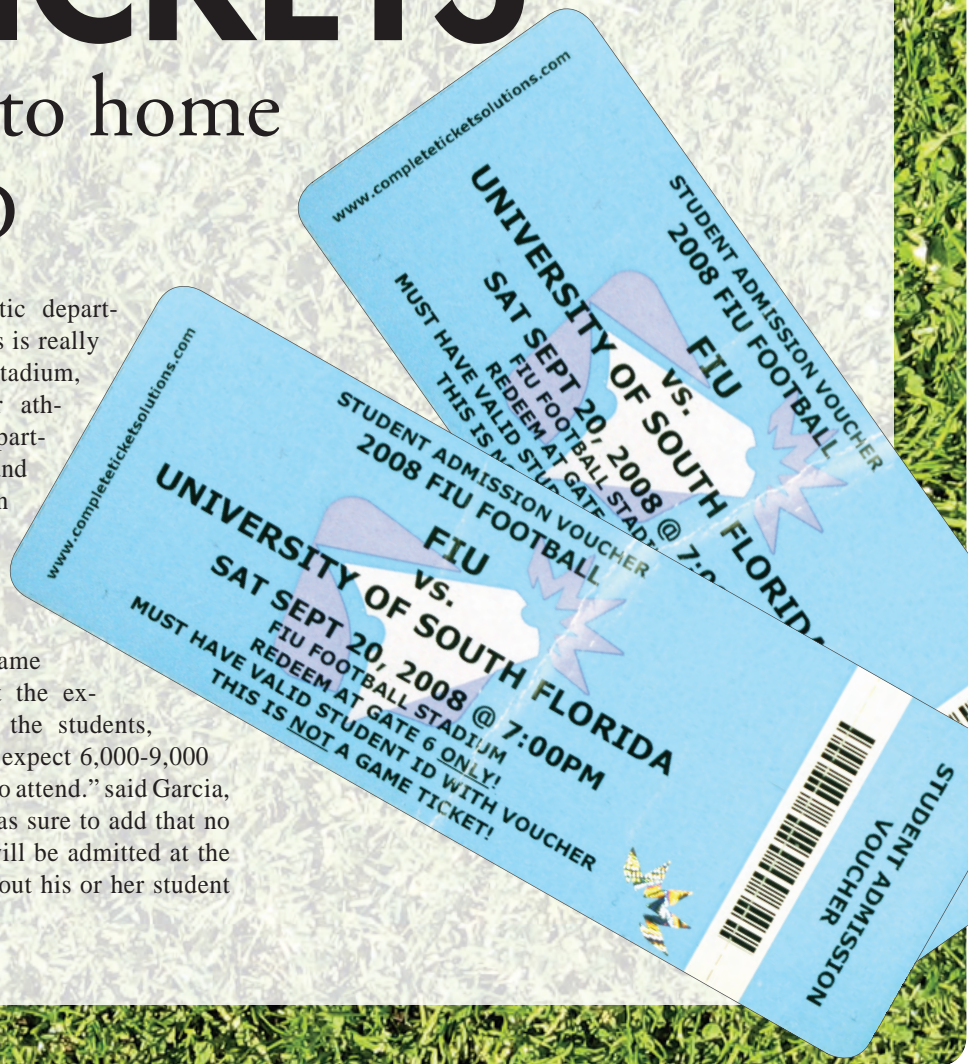 TICKETS
to home
tic depart-
s is really
tadium,
ath-
part-
nd
ame
the ex-
the students,
expect 6,000-9,000
o attend." said Garcia,
as sure to add that no
will be admitted at the
out his or her student
www.completeticketsolutions.com
STUDENT ADMISSION VOUCHER
2008 FIU FOOTBALL
FIU
vs.
UNIVERSITY OF SOUTH FLORIDA
SAT SEPT 20, 2008 @ 7:0
FIU FOOTBALL STADI
REDEEM AT GATE
MUST HAVE VALID STU
THIS IS
www.completeticketsolutions.com
STUDENT ADMISSION VOUCHER
2008 FIU FOOTBALL
FIU
vs.
UNIVERSITY OF SOUTH FLORIDA
SAT SEPT 20, 2008 @ 7:00PM
FIU FOOTBALL STADIUM
REDEEM AT GATE 6 ONLY!
MUST HAVE VALID STUDENT ID WITH VOUCHER
THIS IS NOT A GAME TICKET!
STUDENT ADMISSION
VOUCHER